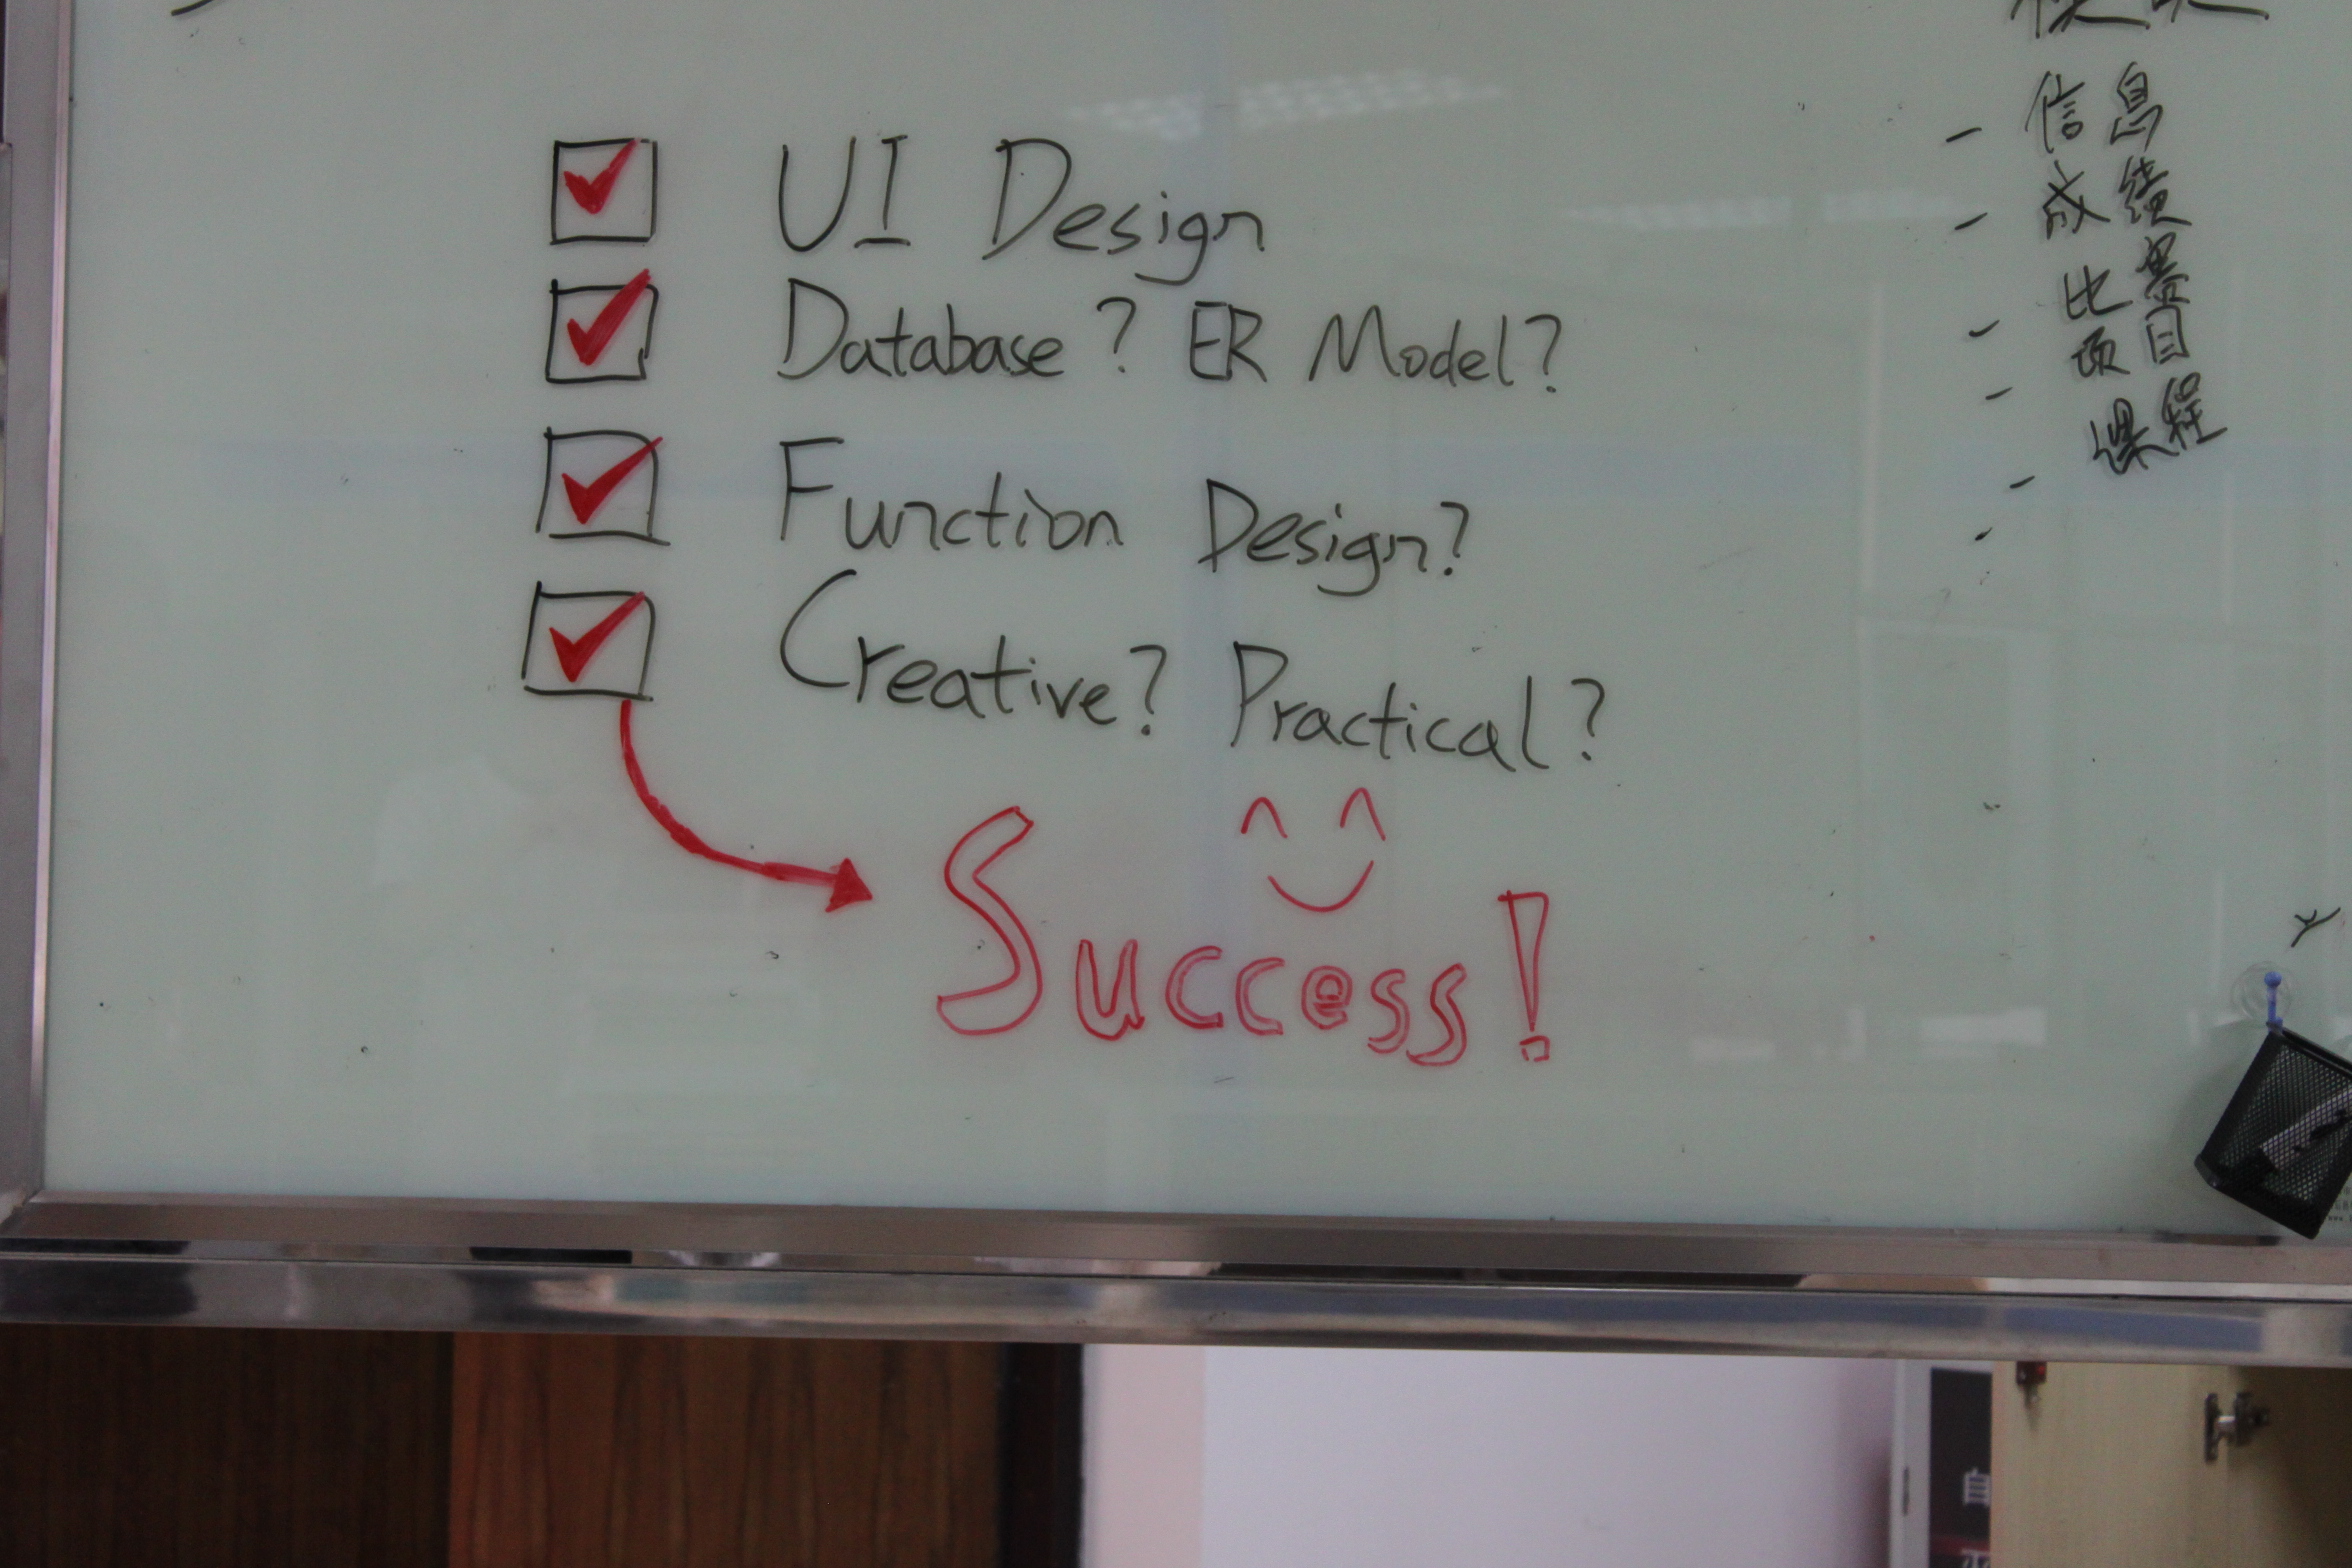 UI Design
Database? ER Model?
Function Design?
Creative? Practical?
Success!
- 信息
- 成绩
- 比赛
- 项目
- 课程